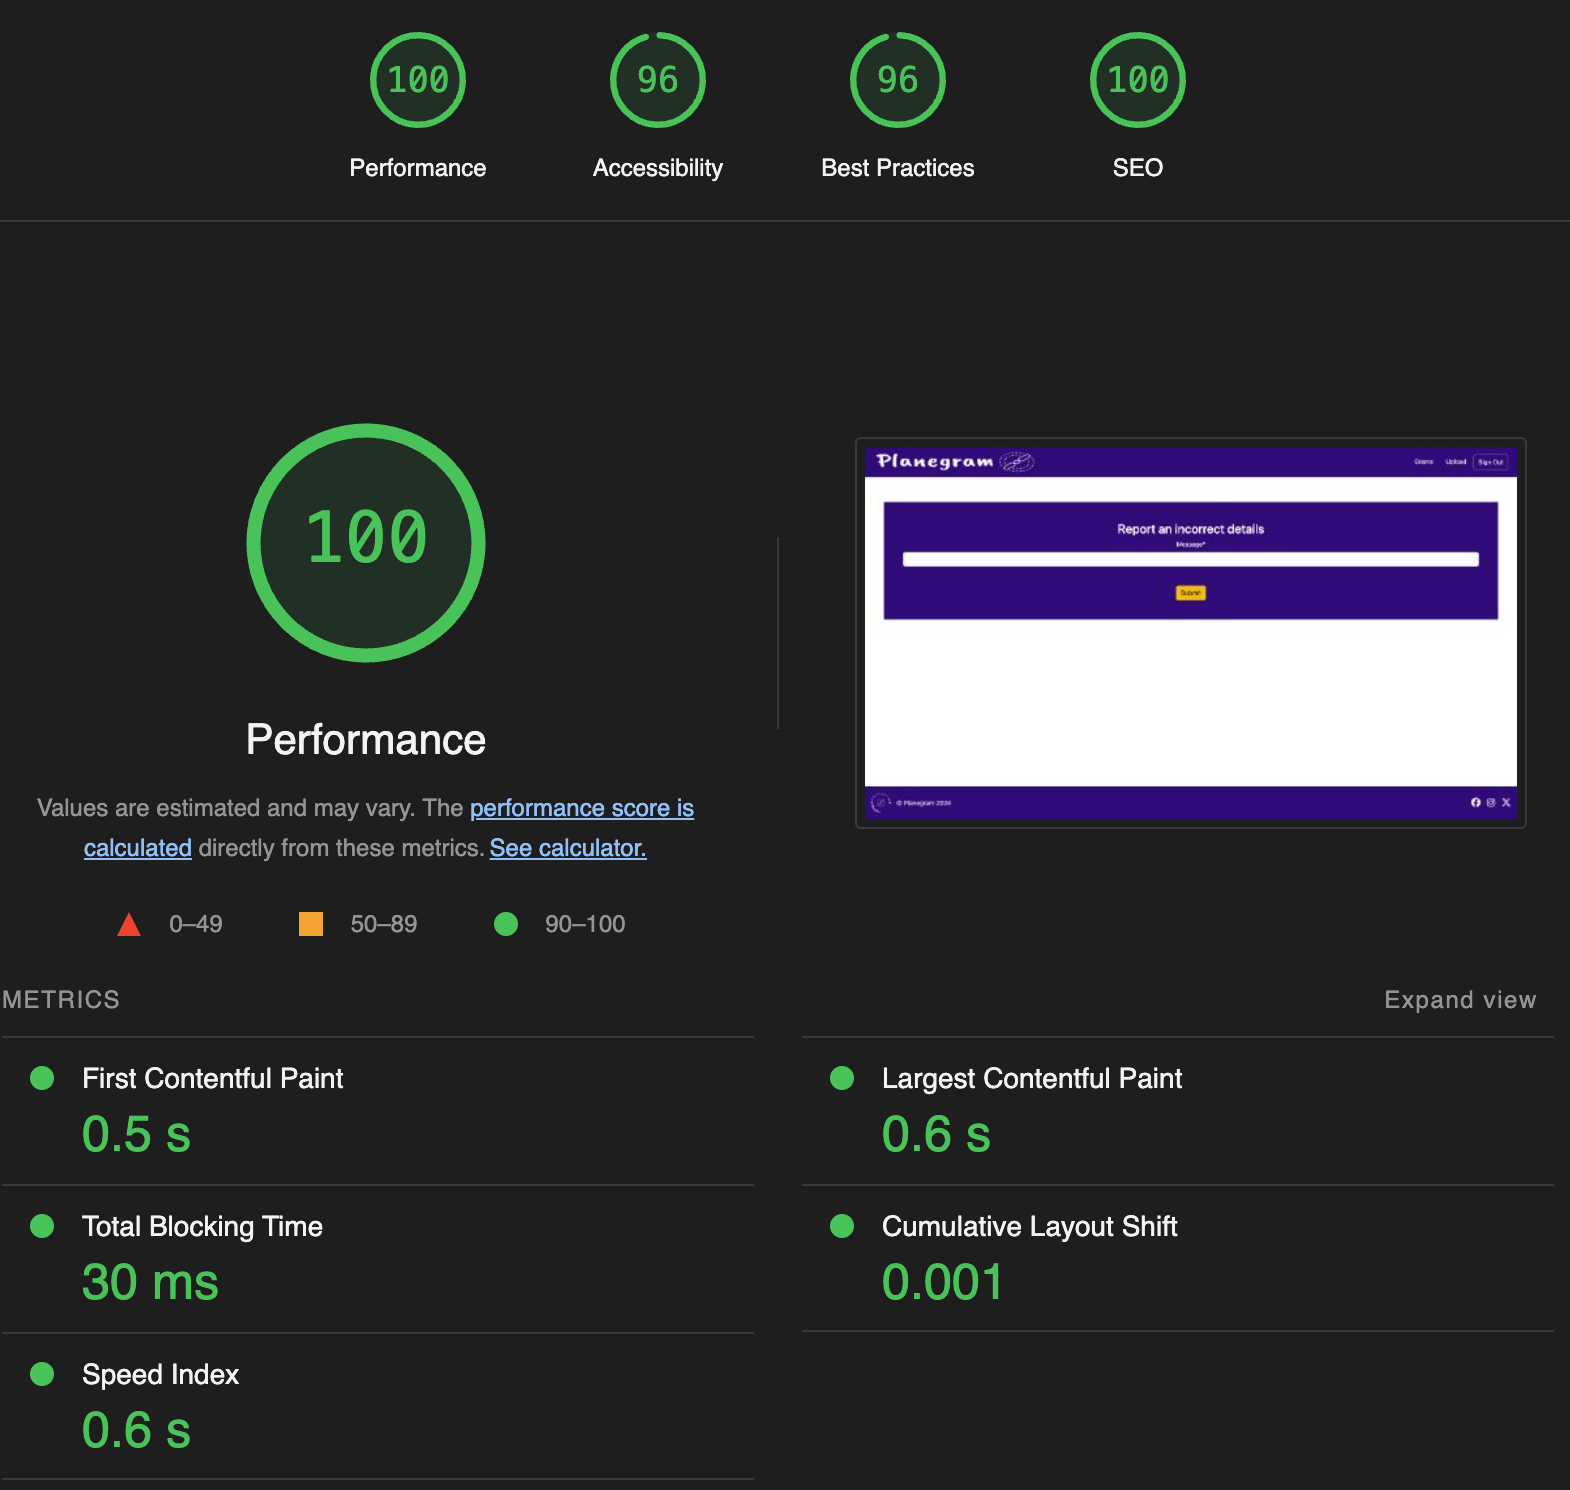 100
96
96
100
Performance
Accessibility
Best Practices
SEO
100
Performance
Values are estimated and may vary. The performance score is
calculated directly from these metrics. See calculator.
0–49
50–89
90–100
Planegram
Grams
Upload
Sign Out
Report an incorrect details
Message*
Submit
© Planegram 2024
METRICS
Expand view
First Contentful Paint
0.5 s
Largest Contentful Paint
0.6 s
Total Blocking Time
30 ms
Cumulative Layout Shift
0.001
Speed Index
0.6 s